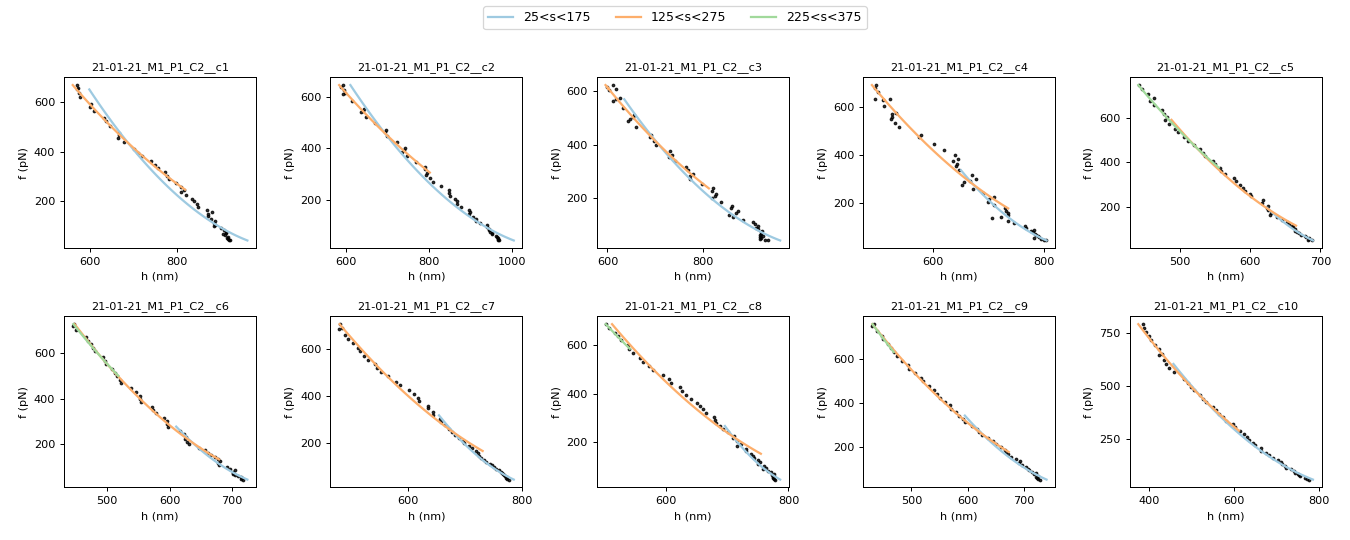 25<s<175 125<s<275 225<s<375
21-01-21_M1_P1_C2__c1 21-01-21_M1_P1_C2__c2 21-01-21_M1_P1_C2__c3 21-01-21_M1_P1_C2__c4 21-01-21_M1_P1_C2__c5
f (pN) f (pN) f (pN) f (pN) f (pN)
600 600 600 600 600
400 400 400 400 400
200 200 200 200 200
600 800 600 800 1000 600 800 600 800 500 600 700
h (nm) h (nm) h (nm) h (nm) h (nm)
21-01-21_M1_P1_C2__c6 21-01-21_M1_P1_C2__c7 21-01-21_M1_P1_C2__c8 21-01-21_M1_P1_C2__c9 21-01-21_M1_P1_C2__c10
f (pN) f (pN) f (pN) f (pN) f (pN)
600 600 600 600 750
400 400 400 400 500
200 200 200 200 250
500 600 700 600 800 600 800 500 600 700 400 600 800
h (nm) h (nm) h (nm) h (nm) h (nm)